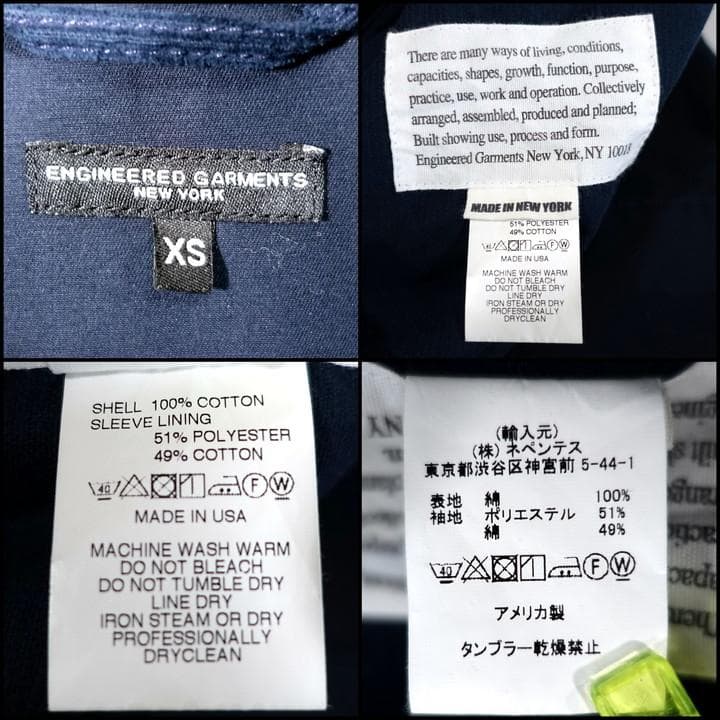 ENGINEERED GARMENTS
NEW YORK
XS
There are many ways of living, conditions,
capacities, shapes, growth, function, purpose,
practice, use, work and operation. Collectively
arranged, assembled, produced and planned;
Built showing use, process and form.
Engineered Garments New York, NY 10018
MADE IN NEW YORK
51% POLYESTER
49% COTTON
MADE IN USA
MACHINE WASH WARM
DO NOT BLEACH
DO NOT TUMBLE DRY
LINE DRY
IRON STEAM OR DRY
PROFESSIONALLY
DRYCLEAN
SHELL 100% COTTON
SLEEVE LINING
51% POLYESTER
49% COTTON
40 F W
MADE IN USA
MACHINE WASH WARM
DO NOT BLEACH
DO NOT TUMBLE DRY
LINE DRY
IRON STEAM OR DRY
PROFESSIONALLY
DRYCLEAN
(輸入元)
(株) ネペンテス
東京都渋谷区神宮前 5-44-1
表地 綿 100%
袖地 ポリエステル 51%
綿 49%
40 F W
アメリカ製
タンブラー乾燥禁止